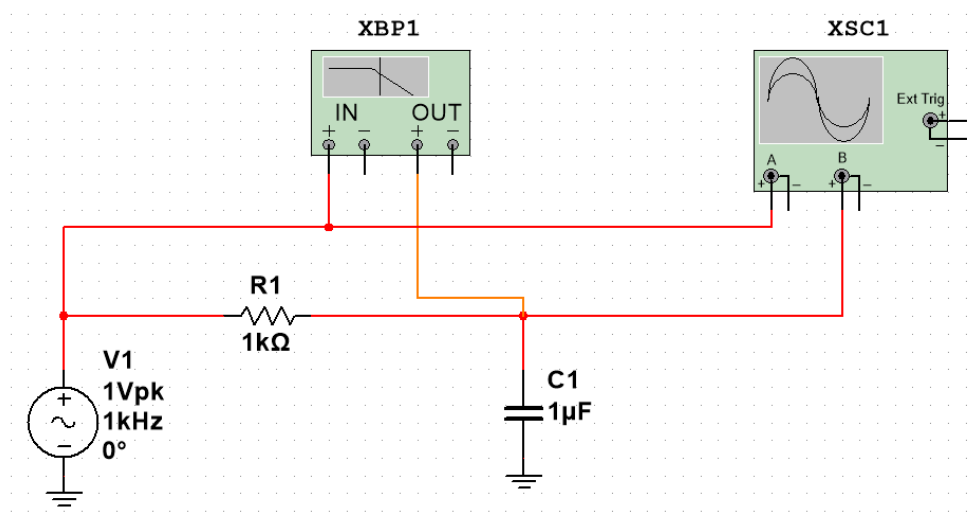 XBP1
XSC1
IN OUT
+ − + −
Ext Trig
+
−
A B
+ − + −
R1
1kΩ
V1
1Vpk
1kHz
0°
+
−
C1
1µF